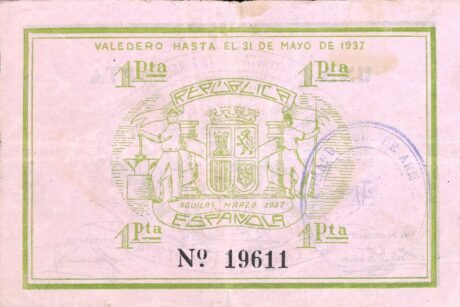 VALEDERO HASTA EL 31 DE MAYO DE 1937
1 Pta 1 Pta
REPÚBLICA
AGUILAS MARZO 1937
ESPAÑOLA
1 Pta 1 Pta
Nº 19611